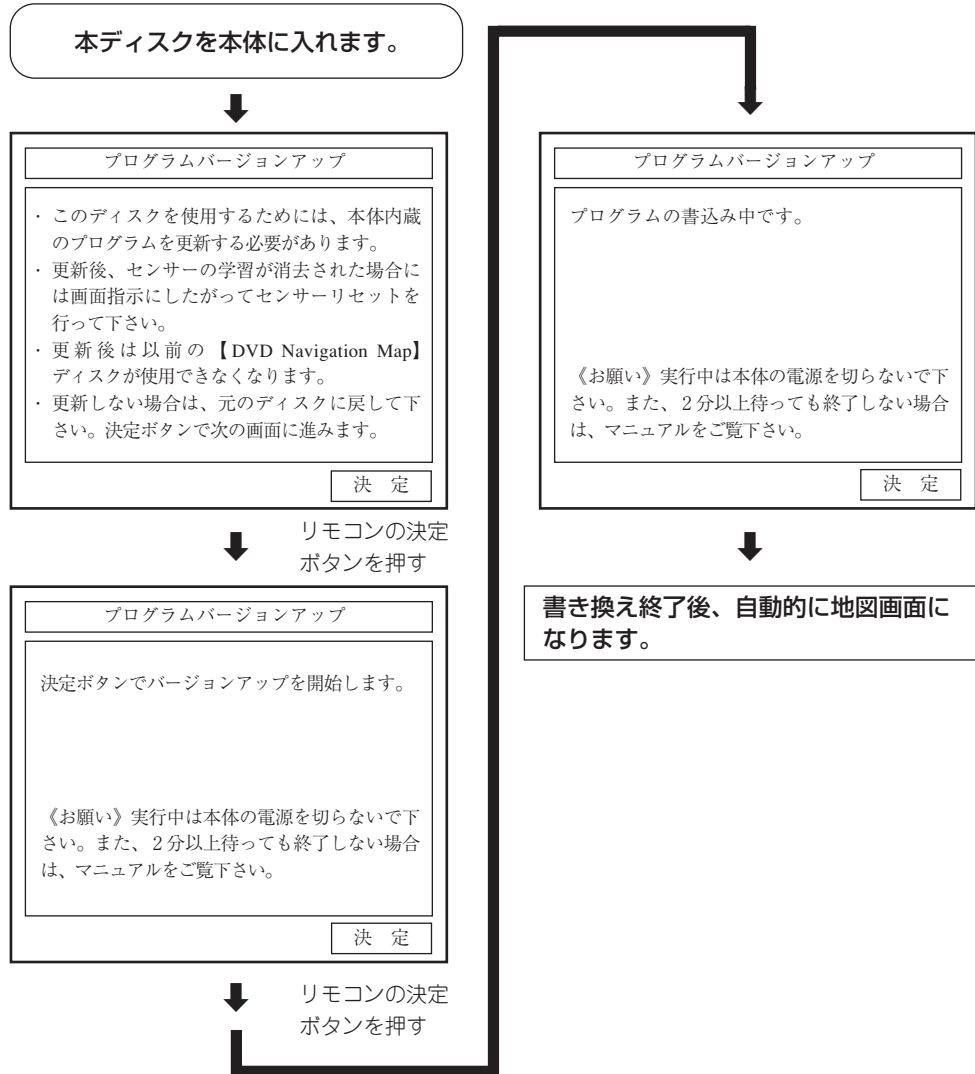 本ディスクを本体に入れます。
プログラムバージョンアップ
・このディスクを使用するためには、本体内蔵
のプログラムを更新する必要があります。
・更新後、センサーの学習が消去された場合に
は画面指示にしたがってセンサーリセットを
行って下さい。
・更新後は以前の【DVD Navigation Map】
ディスクが使用できなくなります。
・更新しない場合は、元のディスクに戻して下
さい。決定ボタンで次の画面に進みます。
決 定
リモコンの決定
ボタンを押す
プログラムバージョンアップ
決定ボタンでバージョンアップを開始します。
《お願い》実行中は本体の電源を切らないで下
さい。また、2分以上待っても終了しない場合
は、マニュアルをご覧下さい。
決 定
リモコンの決定
ボタンを押す
プログラムバージョンアップ
プログラムの書込み中です。
《お願い》実行中は本体の電源を切らないで下
さい。また、2分以上待っても終了しない場合
は、マニュアルをご覧下さい。
決 定
書き換え終了後、自動的に地図画面に
なります。